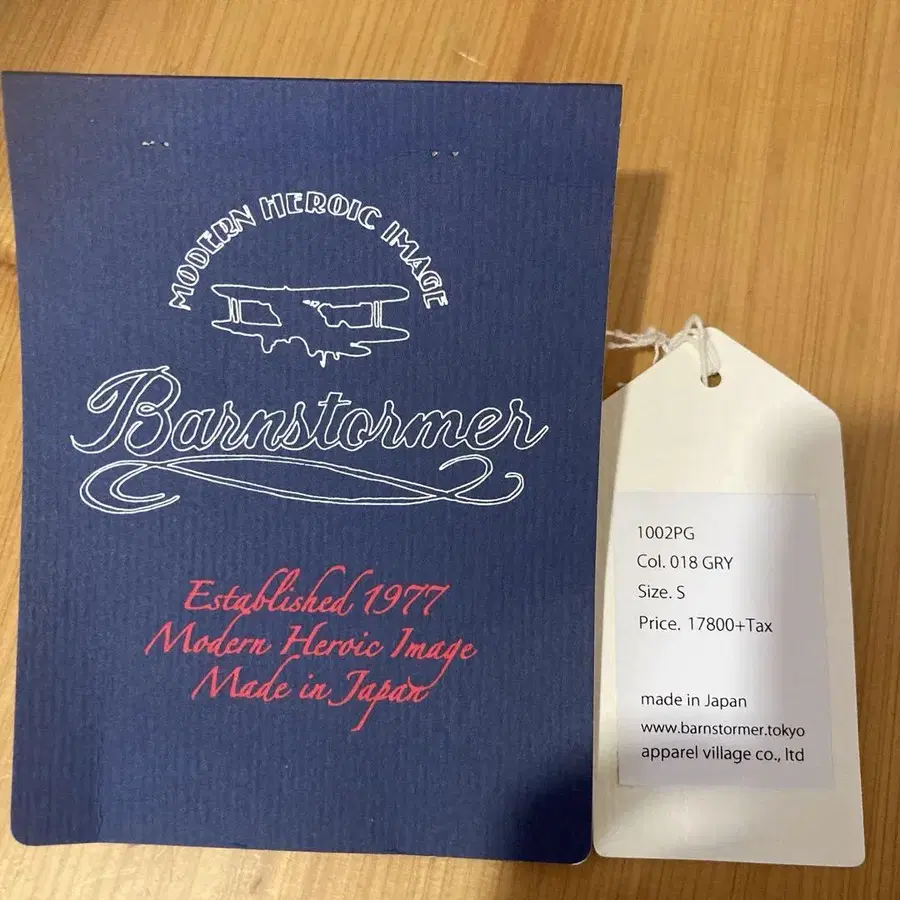 MODERN HEROIC IMAGE
Barnstormer
Established 1977
Modern Heroic Image
Made in Japan
1002PG
Col. 018 GRY
Size. S
Price. 17800+Tax
made in Japan
www.barnstormer.tokyo
apparel village co., ltd